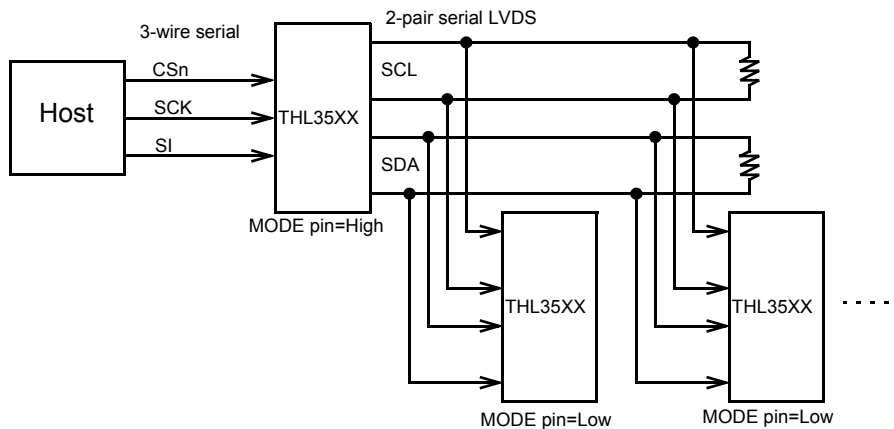 2-pair serial LVDS
3-wire serial
CSn
SCL
Host
SCK
THL35XX
SI
SDA
MODE pin=High
THL35XX
THL35XX
MODE pin=Low
MODE pin=Low